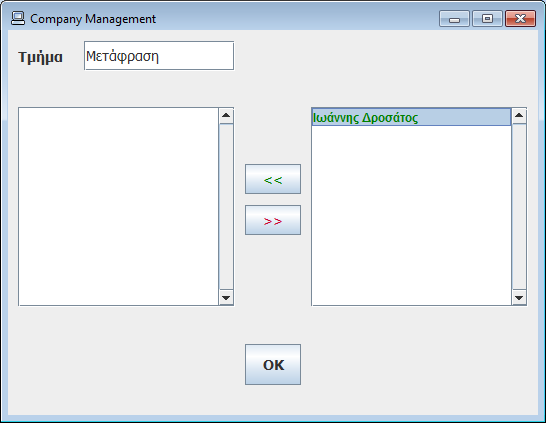 Company Management
Τμήμα
Μετάφραση
Ιωάννης Δροσάτος
<<
>>
OK